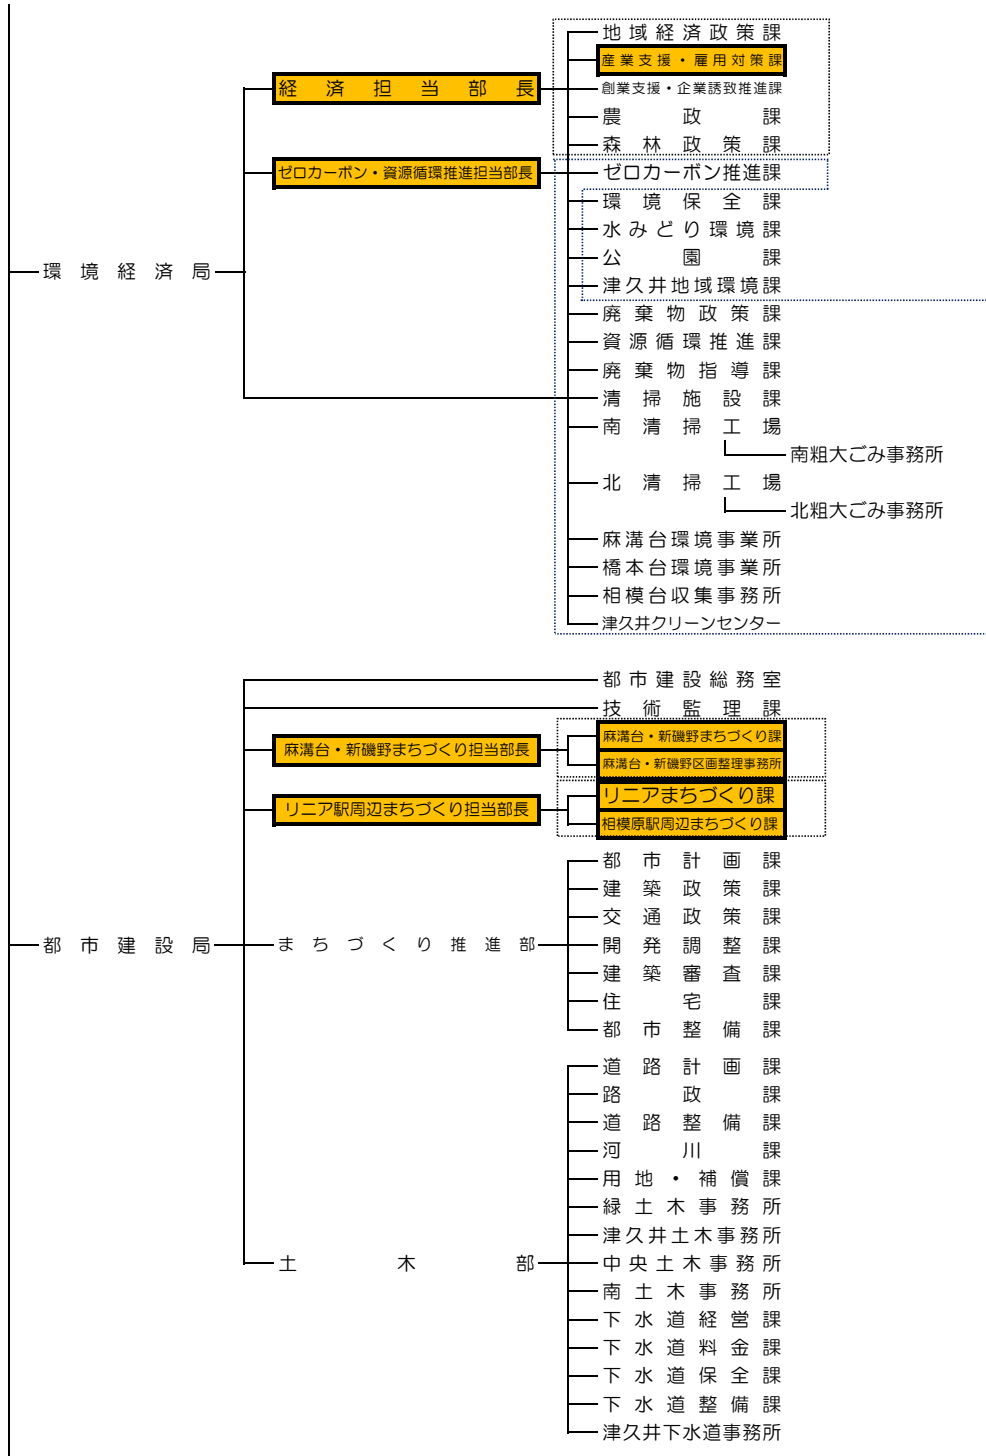 地域経済政策課
産業支援・雇用対策課
経済担当部長
創業支援・企業誘致推進課
農政課
森林政策課
ゼロカーボン・資源循環推進担当部長
ゼロカーボン推進課
環境保全課
水みどり環境課
公園課
環境経済局
津久井地域環境課
廃棄物政策課
資源循環推進課
廃棄物指導課
清掃施設課
南清掃工場
南粗大ごみ事務所
北清掃工場
北粗大ごみ事務所
麻溝台環境事業所
橋本台環境事業所
相模台収集事務所
津久井クリーンセンター
都市建設総務室
技術監理課
麻溝台・新磯野まちづくり担当部長
麻溝台・新磯野まちづくり課
麻溝台・新磯野区画整理事務所
リニア駅周辺まちづくり担当部長
リニアまちづくり課
相模原駅周辺まちづくり課
都市計画課
建築政策課
交通政策課
都市建設局
まちづくり推進部
開発調整課
建築審査課
住宅課
都市整備課
道路計画課
路政課
道路整備課
河川課
用地・補償課
緑土木事務所
津久井土木事務所
土木部
中央土木事務所
南土木事務所
下水道経営課
下水道料金課
下水道保全課
下水道整備課
津久井下水道事務所